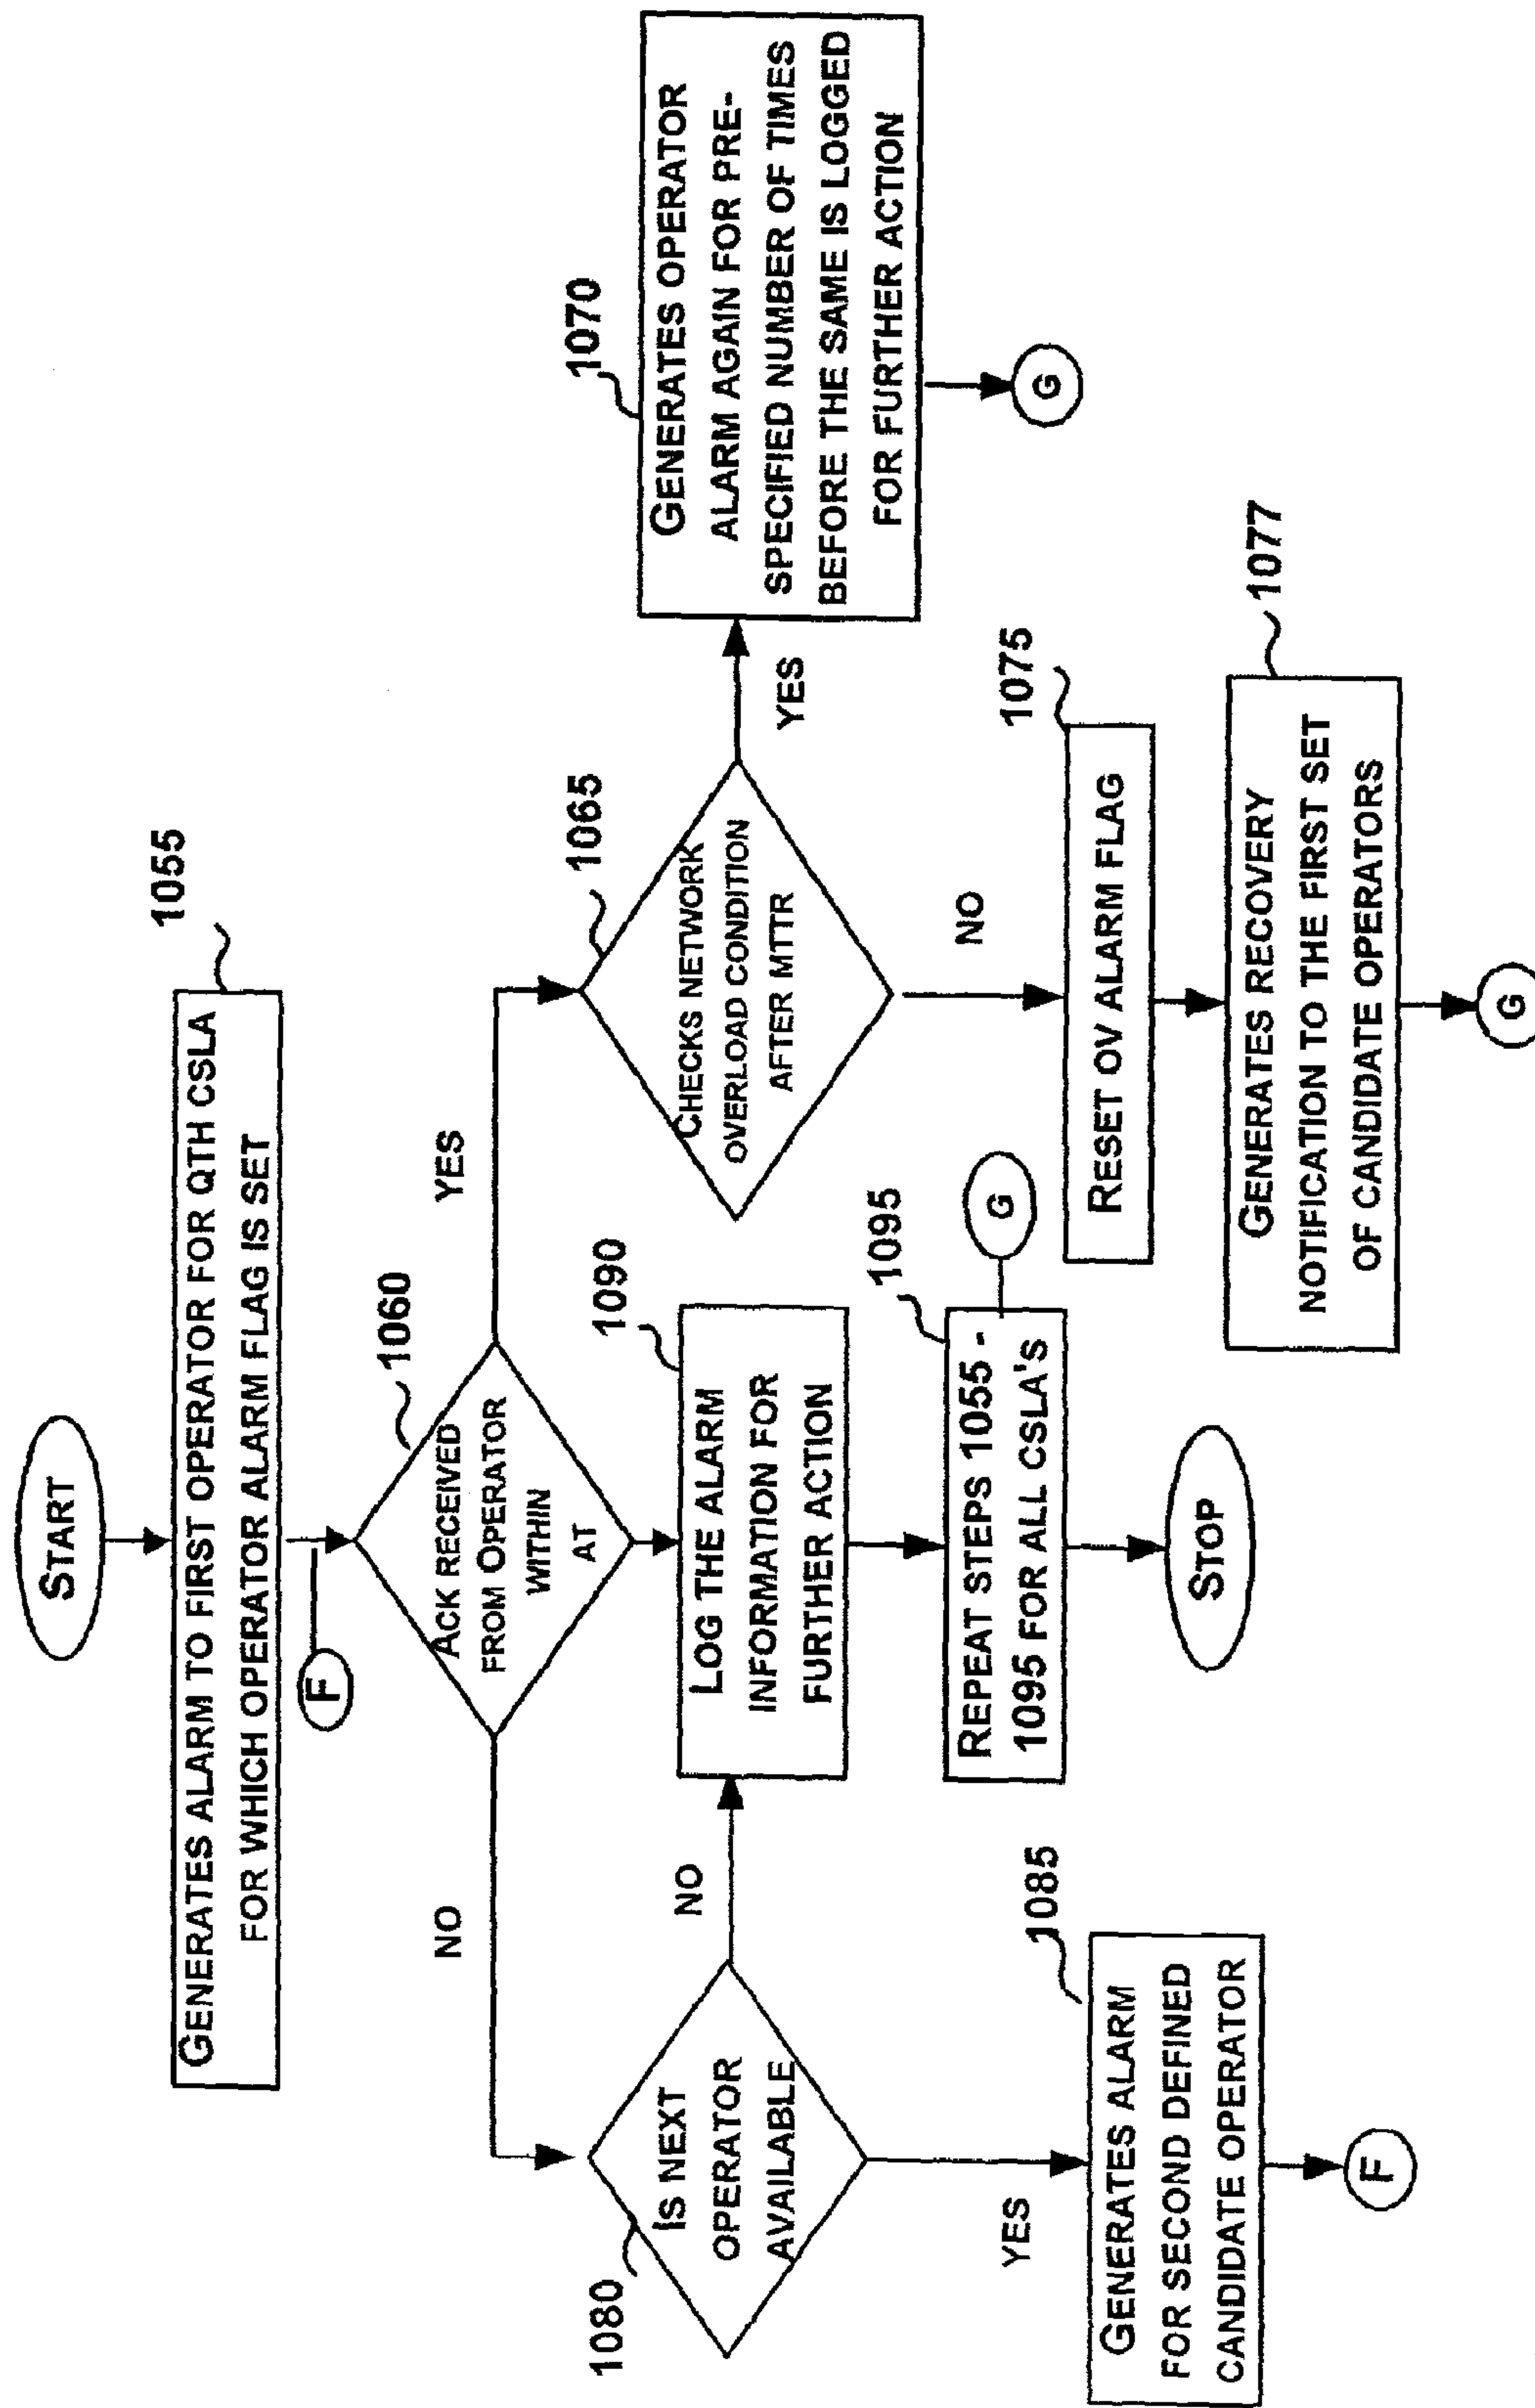 START
GENERATES ALARM TO FIRST OPERATOR FOR QTH CSLA
FOR WHICH OPERATOR ALARM FLAG IS SET
1055
F
ACK RECEIVED
FROM OPERATOR
WITHIN
AT
1060
NO
YES
IS NEXT
OPERATOR
AVAILABLE
1080
NO
YES
LOG THE ALARM
INFORMATION FOR
FURTHER ACTION
1090
CHECKS NETWORK
OVERLOAD CONDITION
AFTER MTTR
1065
YES
NO
GENERATES OPERATOR
ALARM AGAIN FOR PRE-
SPECIFIED NUMBER OF TIMES
BEFORE THE SAME IS LOGGED
FOR FURTHER ACTION
1070
G
REPEAT STEPS 1055 -
1095 FOR ALL CSLA'S
1095
G
RESET OV ALARM FLAG
1075
GENERATES ALARM
FOR SECOND DEFINED
CANDIDATE OPERATOR
1085
F
STOP
GENERATES RECOVERY
NOTIFICATION TO THE FIRST SET
OF CANDIDATE OPERATORS
1077
G